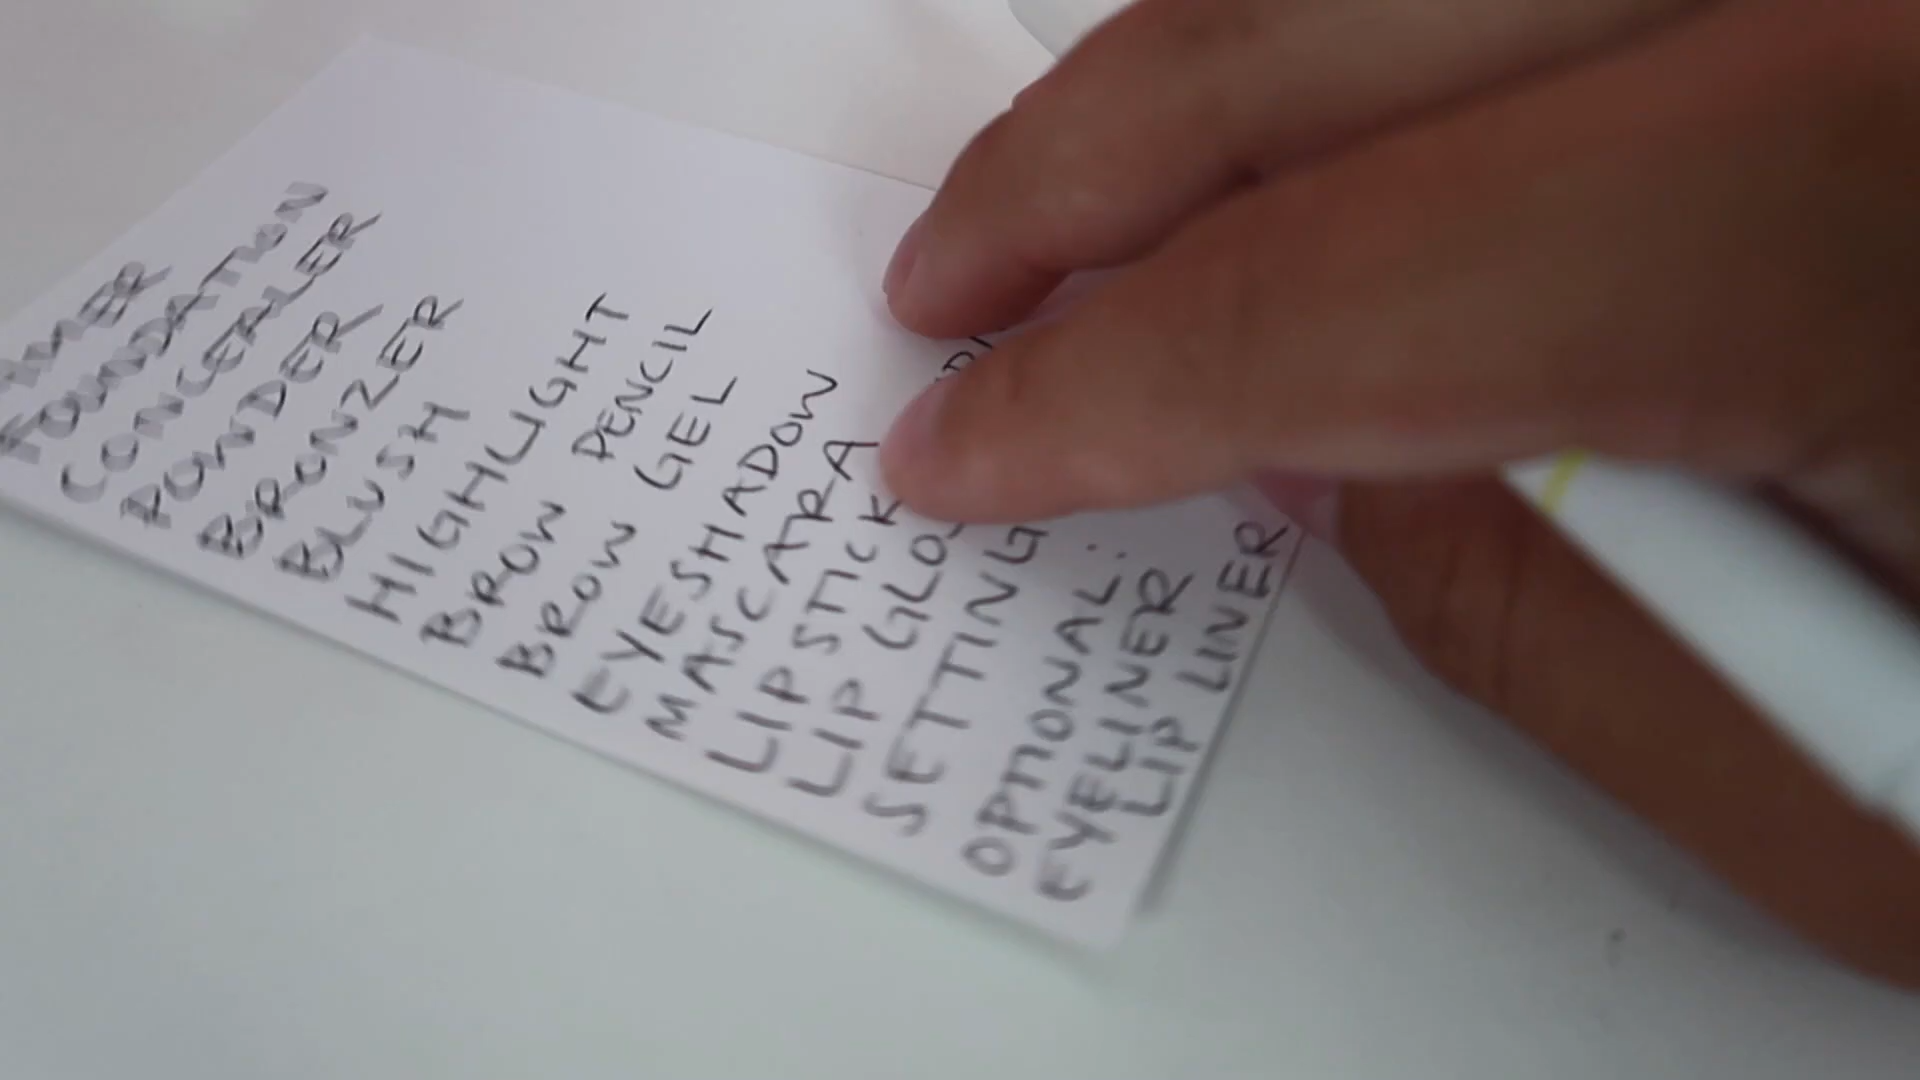 FOUNDATION
CONCEALER
POWDER
BRONZER
BLUSH
HIGHLIGHT
BROW PENCIL
BROW GEL
EYESHADOW
MASCARA
LIPSTICK
LIP
SETTING
OPTIONAL:
EYELINER
LIP LINER